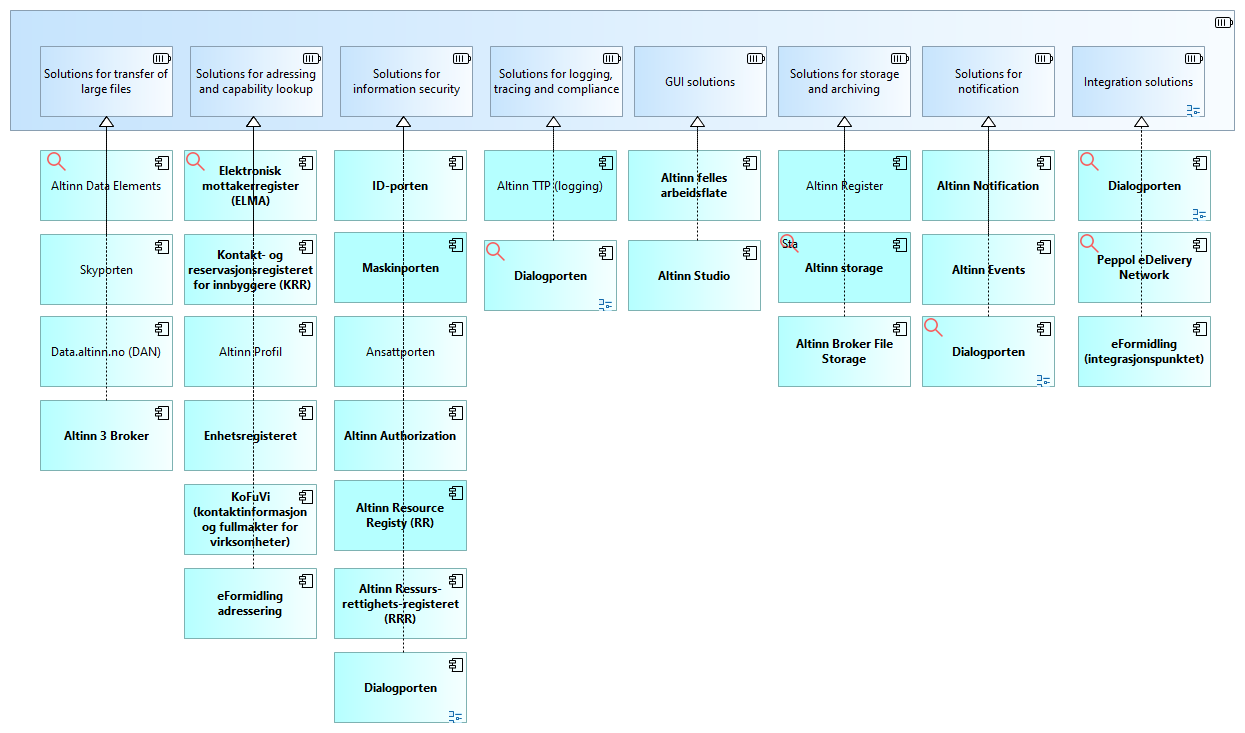 Solutions for transfer of
large files
Solutions for adressing
and capability lookup
Solutions for
information security
Solutions for logging,
tracing and compliance
GUI solutions
Solutions for storage
and archiving
Solutions for
notification
Integration solutions
Altinn Data Elements
Skyporten
Data.altinn.no (DAN)
Altinn 3 Broker
Elektronisk
mottakerregister
(ELMA)
Kontakt- og
reservasjonsregisteret
for innbyggere (KRR)
Altinn Profil
Enhetsregisteret
KoFuVi
(kontaktinformasjon
og fullmakter for
virksomheter)
eFormidling
adressering
ID-porten
Maskinporten
Ansattporten
Altinn Authorization
Altinn Resource
Registy (RR)
Altinn Ressurs-
rettighets-registeret
(RRR)
Dialogporten
Altinn TTP (logging)
Dialogporten
Altinn felles
arbeidsflate
Altinn Studio
Altinn Register
Sta
Altinn storage
Altinn Broker File
Storage
Altinn Notification
Altinn Events
Dialogporten
Dialogporten
Peppol eDelivery
Network
eFormidling
(integrasjonspunktet)